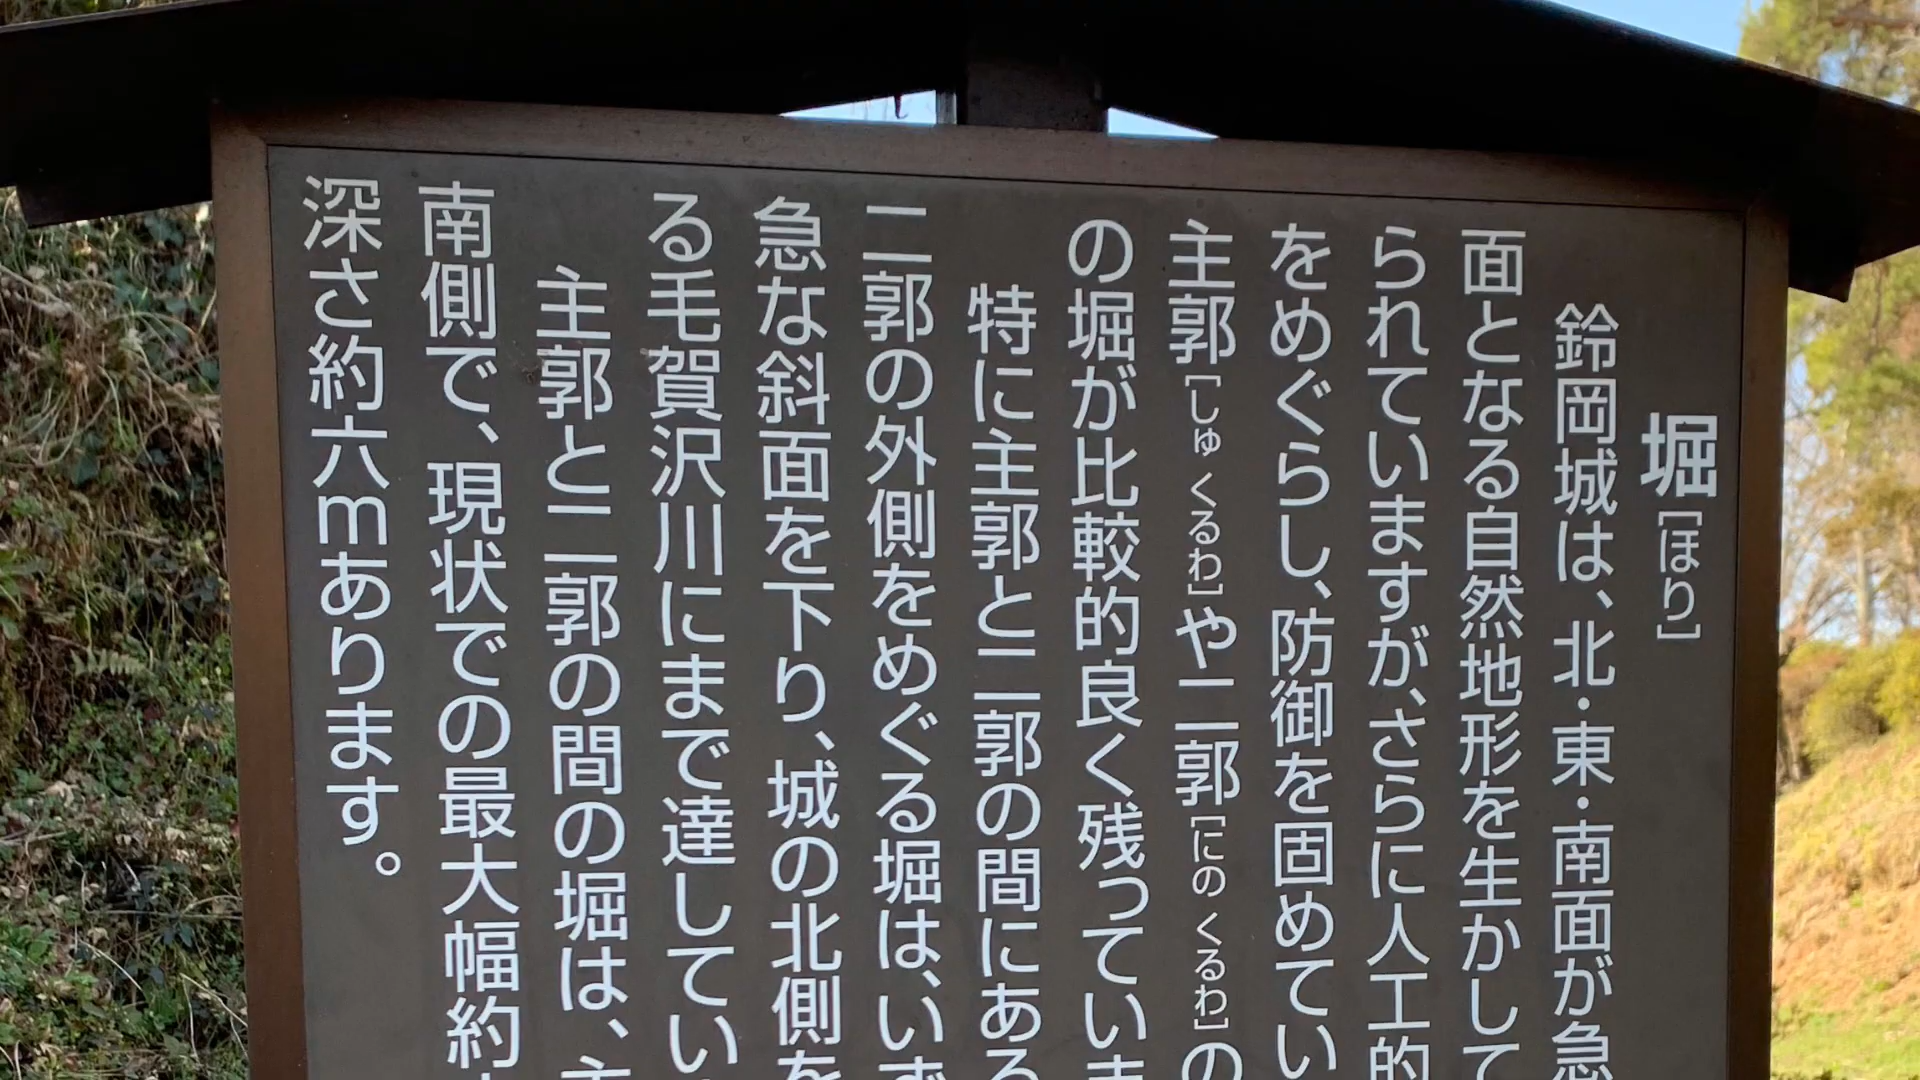 堀[ほり]
鈴岡城は、北・東・南面が急
面となる自然地形を生かして
られていますが、さらに人工的
をめぐらし、防御を固めてい
主郭[しゅ くるわ]や二郭[にの くるわ]の
の堀が比較的良く残っていま
特に主郭と二郭の間にある
二郭の外側をめぐる堀は、いず
急な斜面を下り、城の北側を
る毛賀沢川にまで達してい
主郭と二郭の間の堀は、主
南側で、現状での最大幅約
深さ約六mあります。